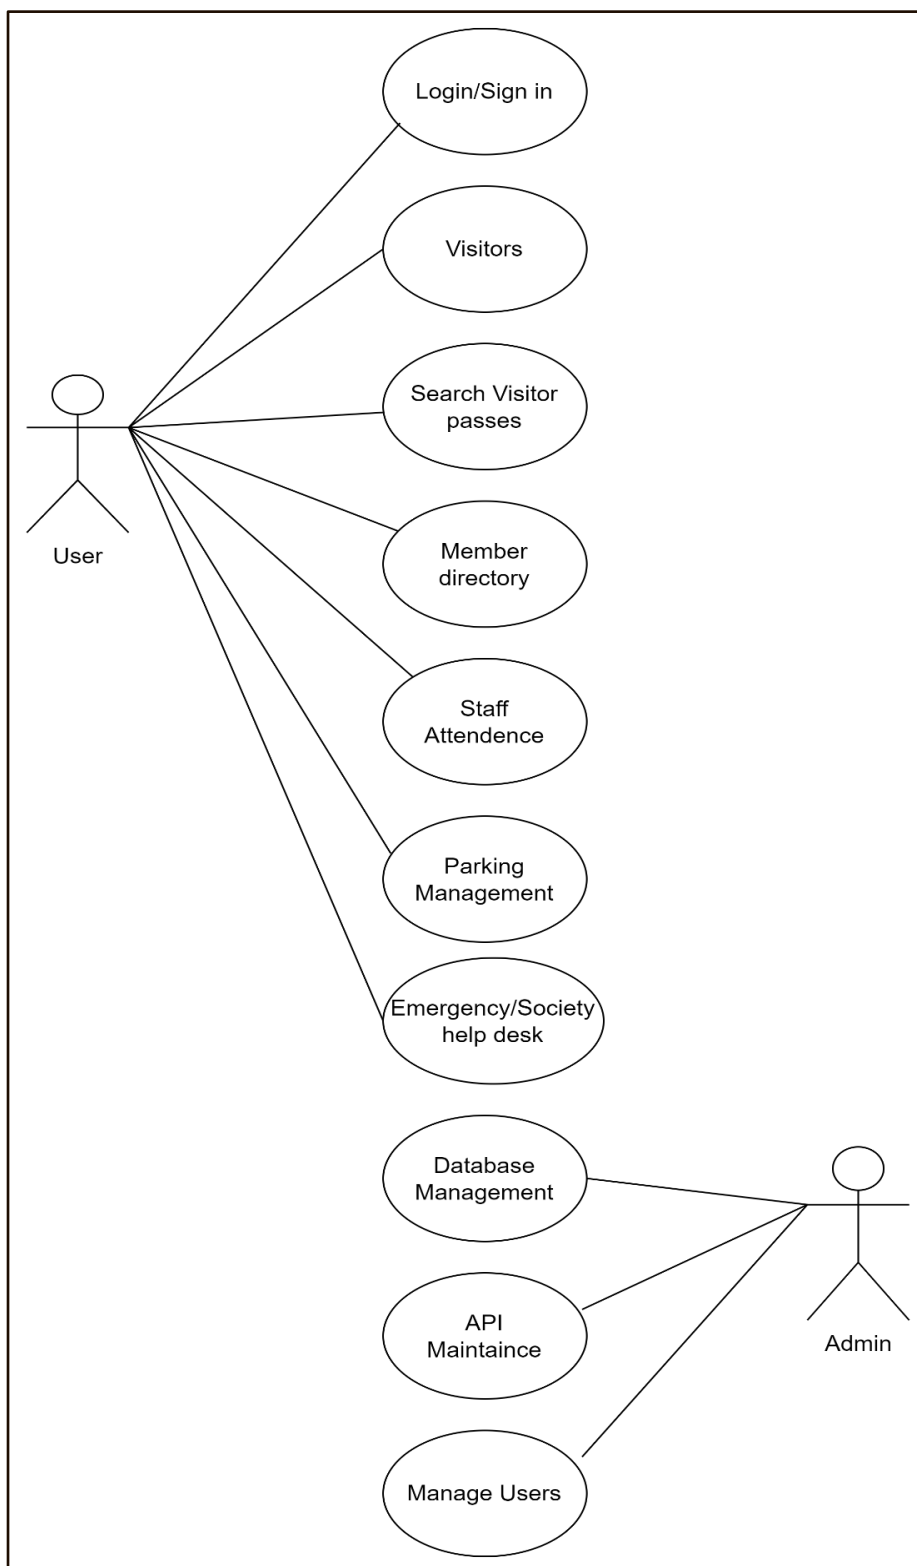 Login/Sign in
Visitors
Search Visitor
passes
User
Member
directory
Staff
Attendence
Parking
Management
Emergency/Society
help desk
Database
Management
API
Maintaince
Admin
Manage Users